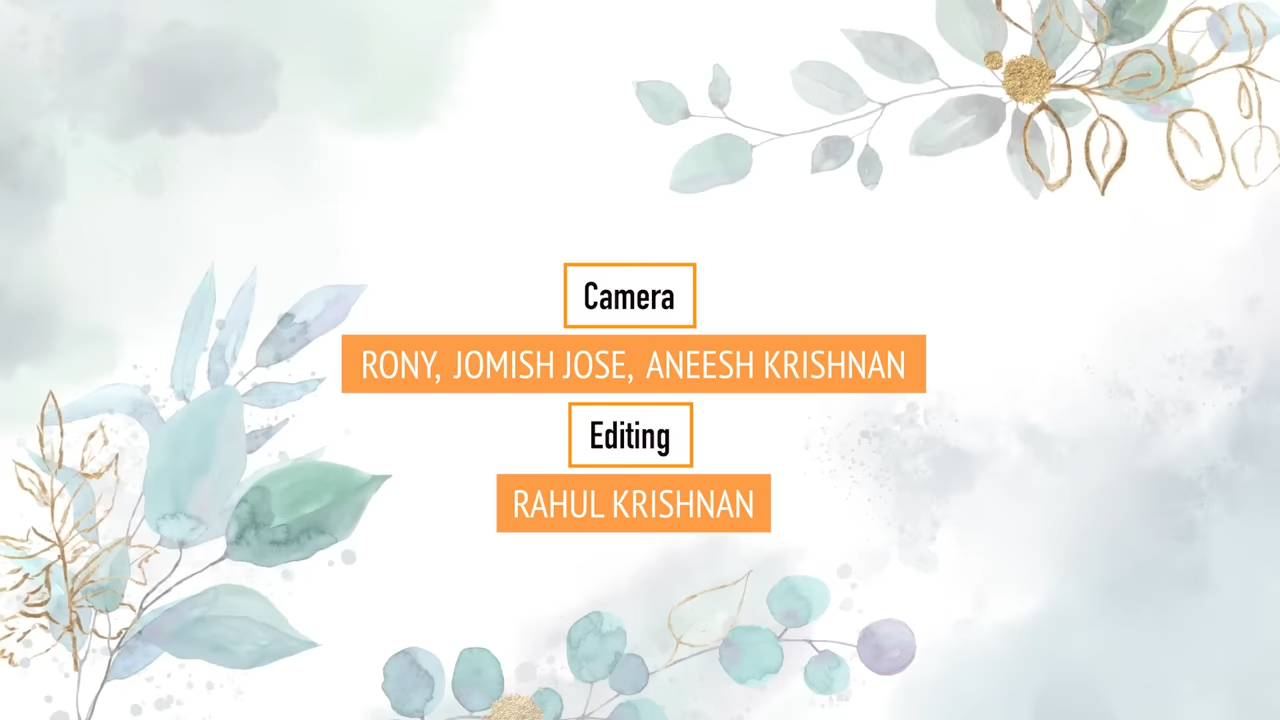 Camera
RONY, JOMISH JOSE, ANEESH KRISHNAN
Editing
RAHUL KRISHNAN